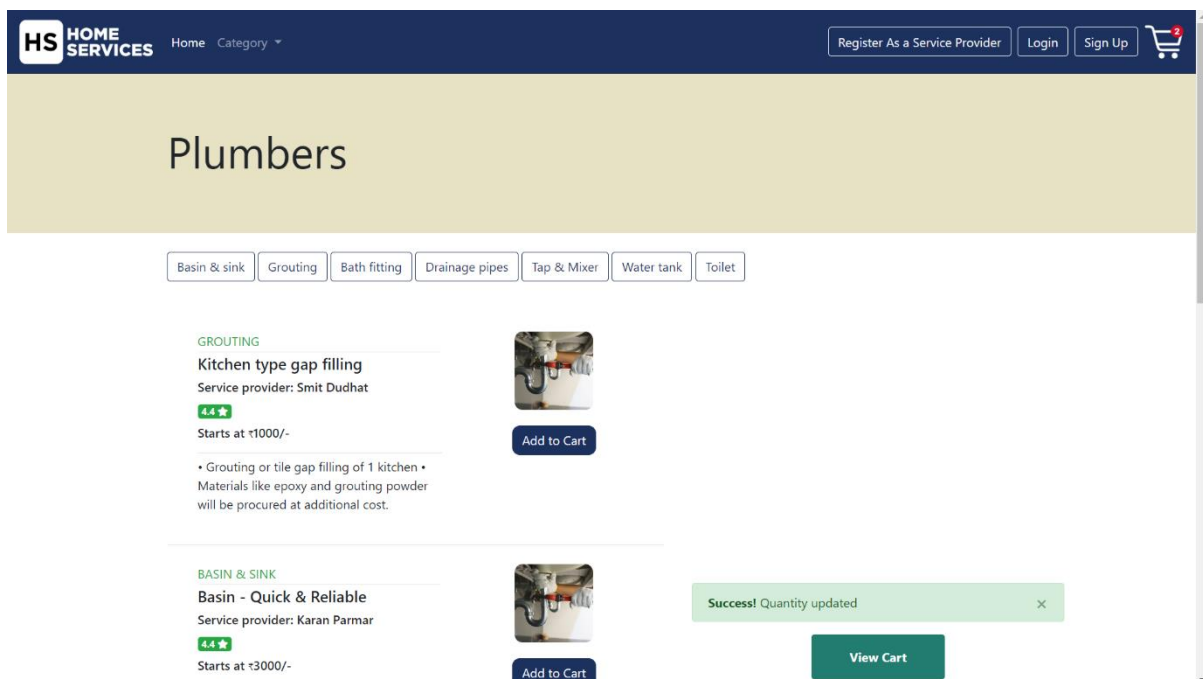 HS HOME SERVICES Home Category Register As a Service Provider Login Sign Up 2
Plumbers
Basin & sink Grouting Bath fitting Drainage pipes Tap & Mixer Water tank Toilet
GROUTING
Kitchen type gap filling
Service provider: Smit Dudhat
4.4 ★
Starts at ₹1000/-
Add to Cart
• Grouting or tile gap filling of 1 kitchen •
Materials like epoxy and grouting powder
will be procured at additional cost.
BASIN & SINK
Basin - Quick & Reliable
Service provider: Karan Parmar
4.4 ★
Starts at ₹3000/-
Add to Cart
Success! Quantity updated ×
View Cart